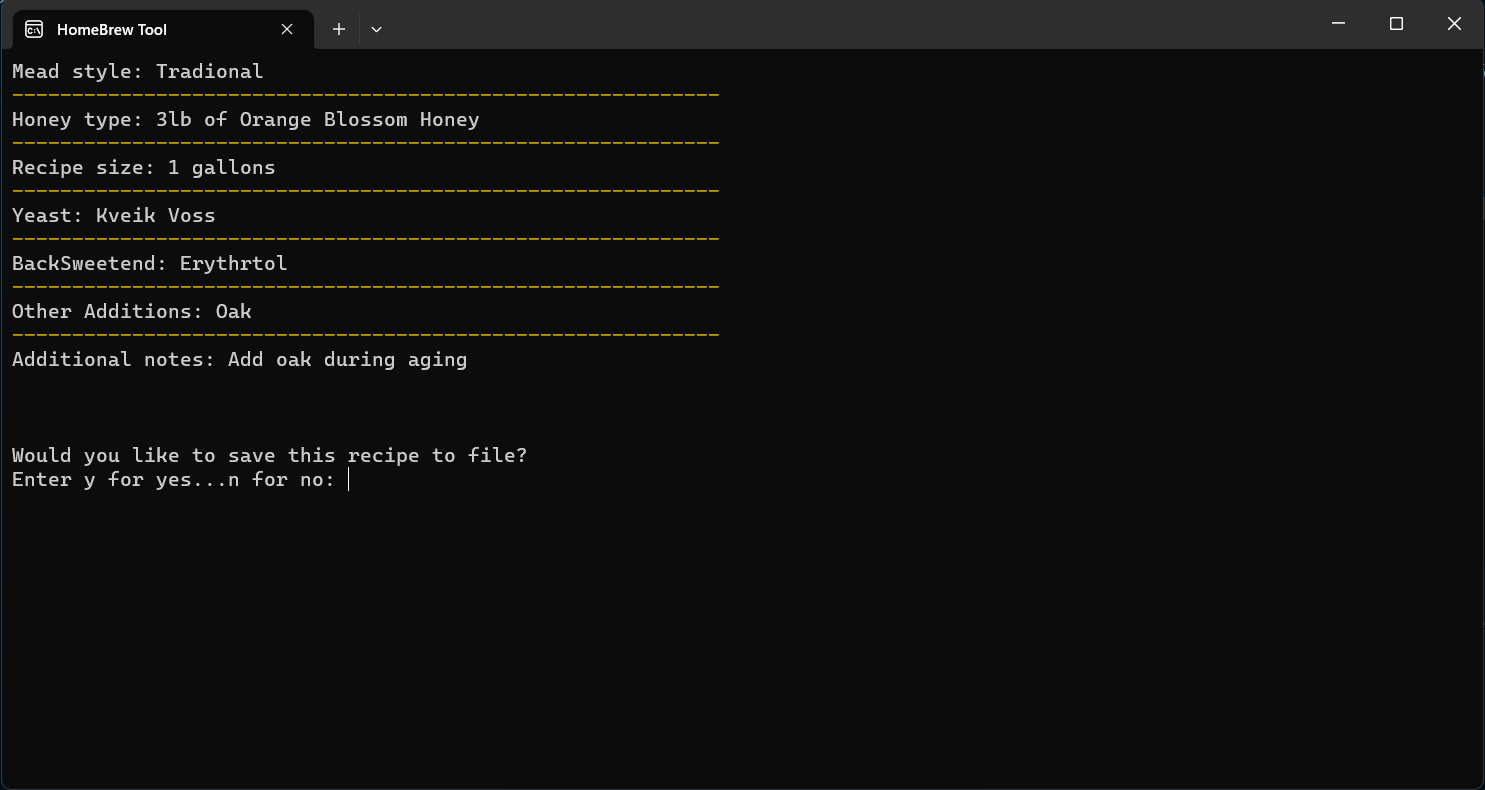 HomeBrew Tool
Mead style: Tradional
-----------------------------------------------------------
Honey type: 3lb of Orange Blossom Honey
-----------------------------------------------------------
Recipe size: 1 gallons
-----------------------------------------------------------
Yeast: Kveik Voss
-----------------------------------------------------------
BackSweetend: Erythrtol
-----------------------------------------------------------
Other Additions: Oak
-----------------------------------------------------------
Additional notes: Add oak during aging
Would you like to save this recipe to file?
Enter y for yes...n for no: